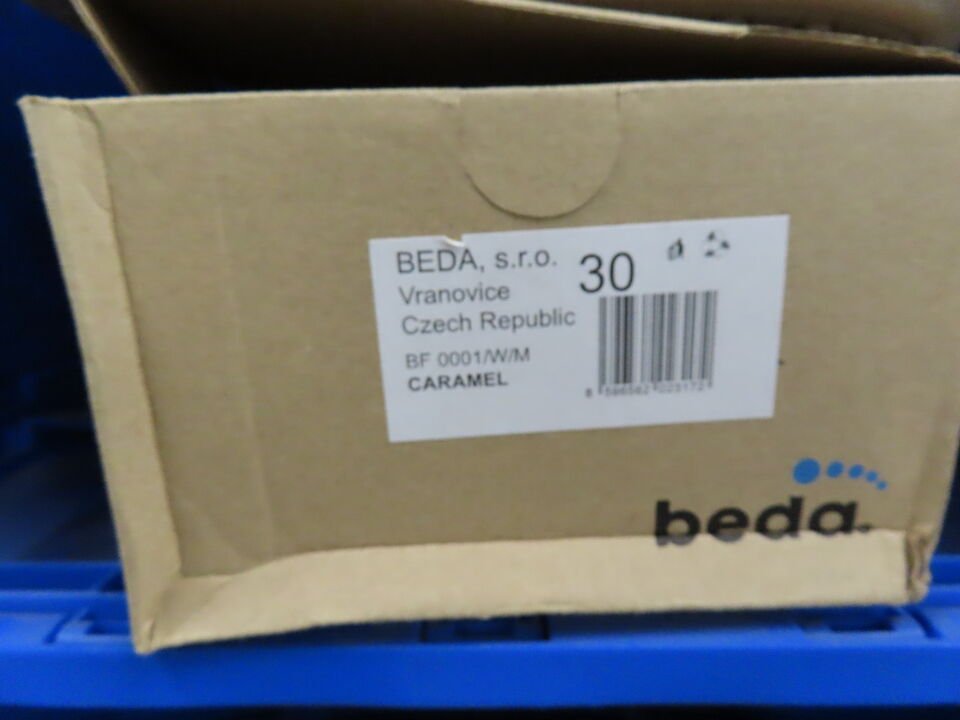 BEDA, s.r.o.
30
Vranovice
Czech Republic
BF 0001/W/M
CARAMEL
beda.